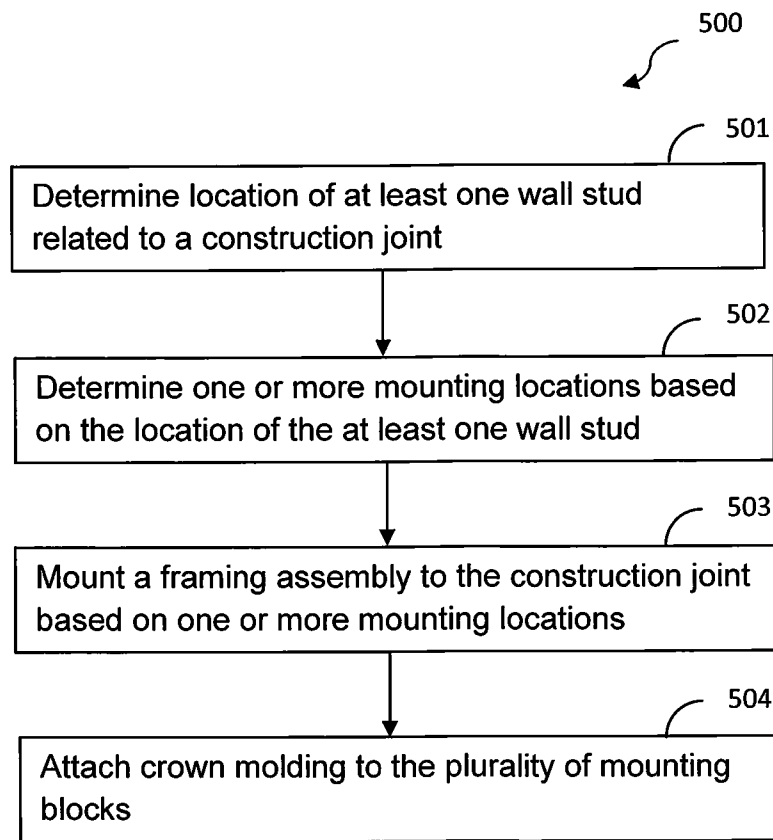 500
501
Determine location of at least one wall stud
related to a construction joint
502
Determine one or more mounting locations based
on the location of the at least one wall stud
503
Mount a framing assembly to the construction joint
based on one or more mounting locations
504
Attach crown molding to the plurality of mounting
blocks